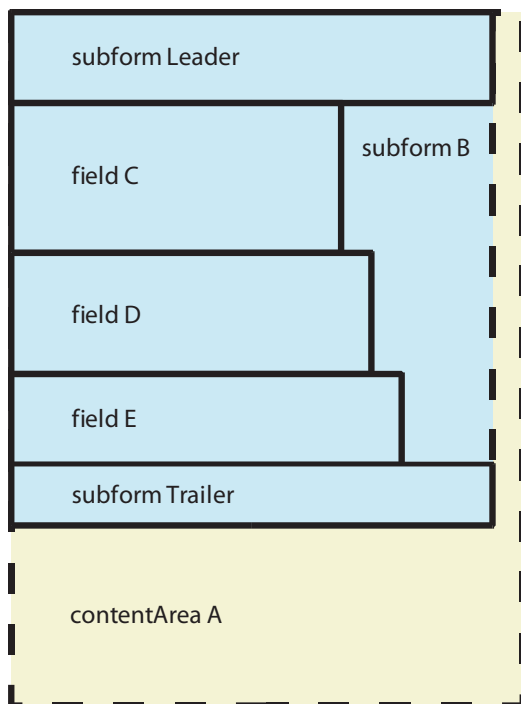 subform Leader
subform B
field C
field D
field E
subform Trailer
contentArea A